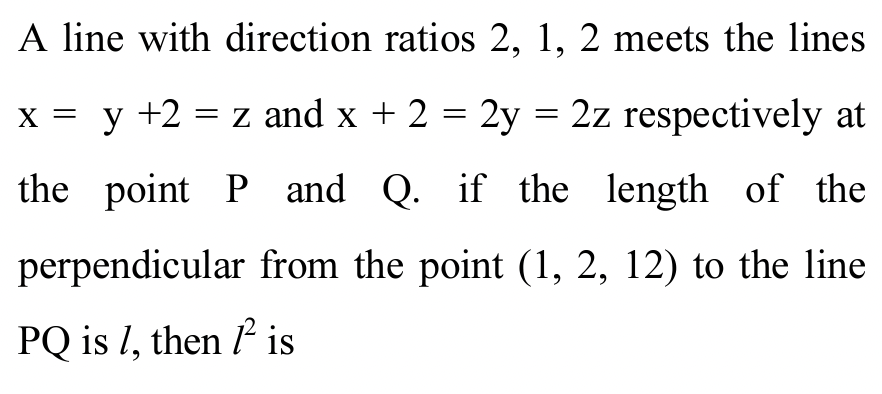 A line with direction ratios 2, 1, 2 meets the lines
x = y +2 = z and x + 2 = 2y = 2z respectively at
the point P and Q. if the length of the
perpendicular from the point (1, 2, 12) to the line
PQ is l, then l² is